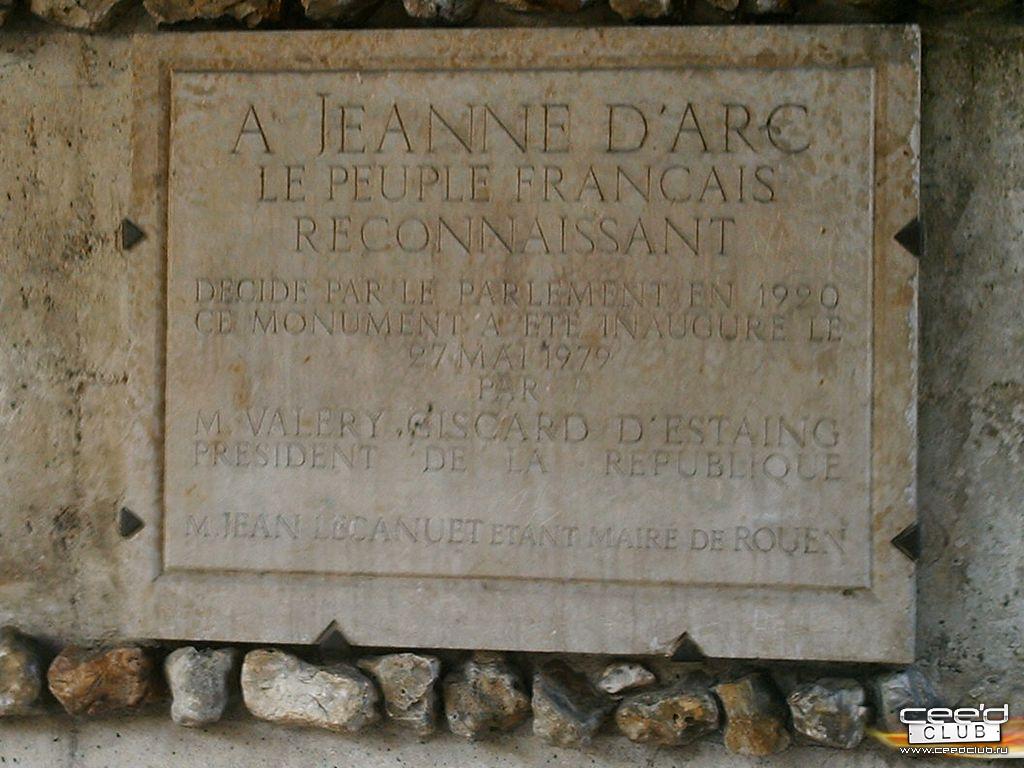 A JEANNE D'ARC
LE PEUPLE FRANCAIS
RECONNAISSANT
DECIDE PAR LE PARLEMENT EN 1920
CE MONUMENT A ETE INAUGURE LE
27 MAI 1979
PAR
M. VALERY GISCARD D'ESTAING
PRESIDENT DE LA REPUBLIQUE
M. JEAN LECANUET ETANT MAIRE DE ROUEN
cee'd
CLUB
www.ceedclub.ru